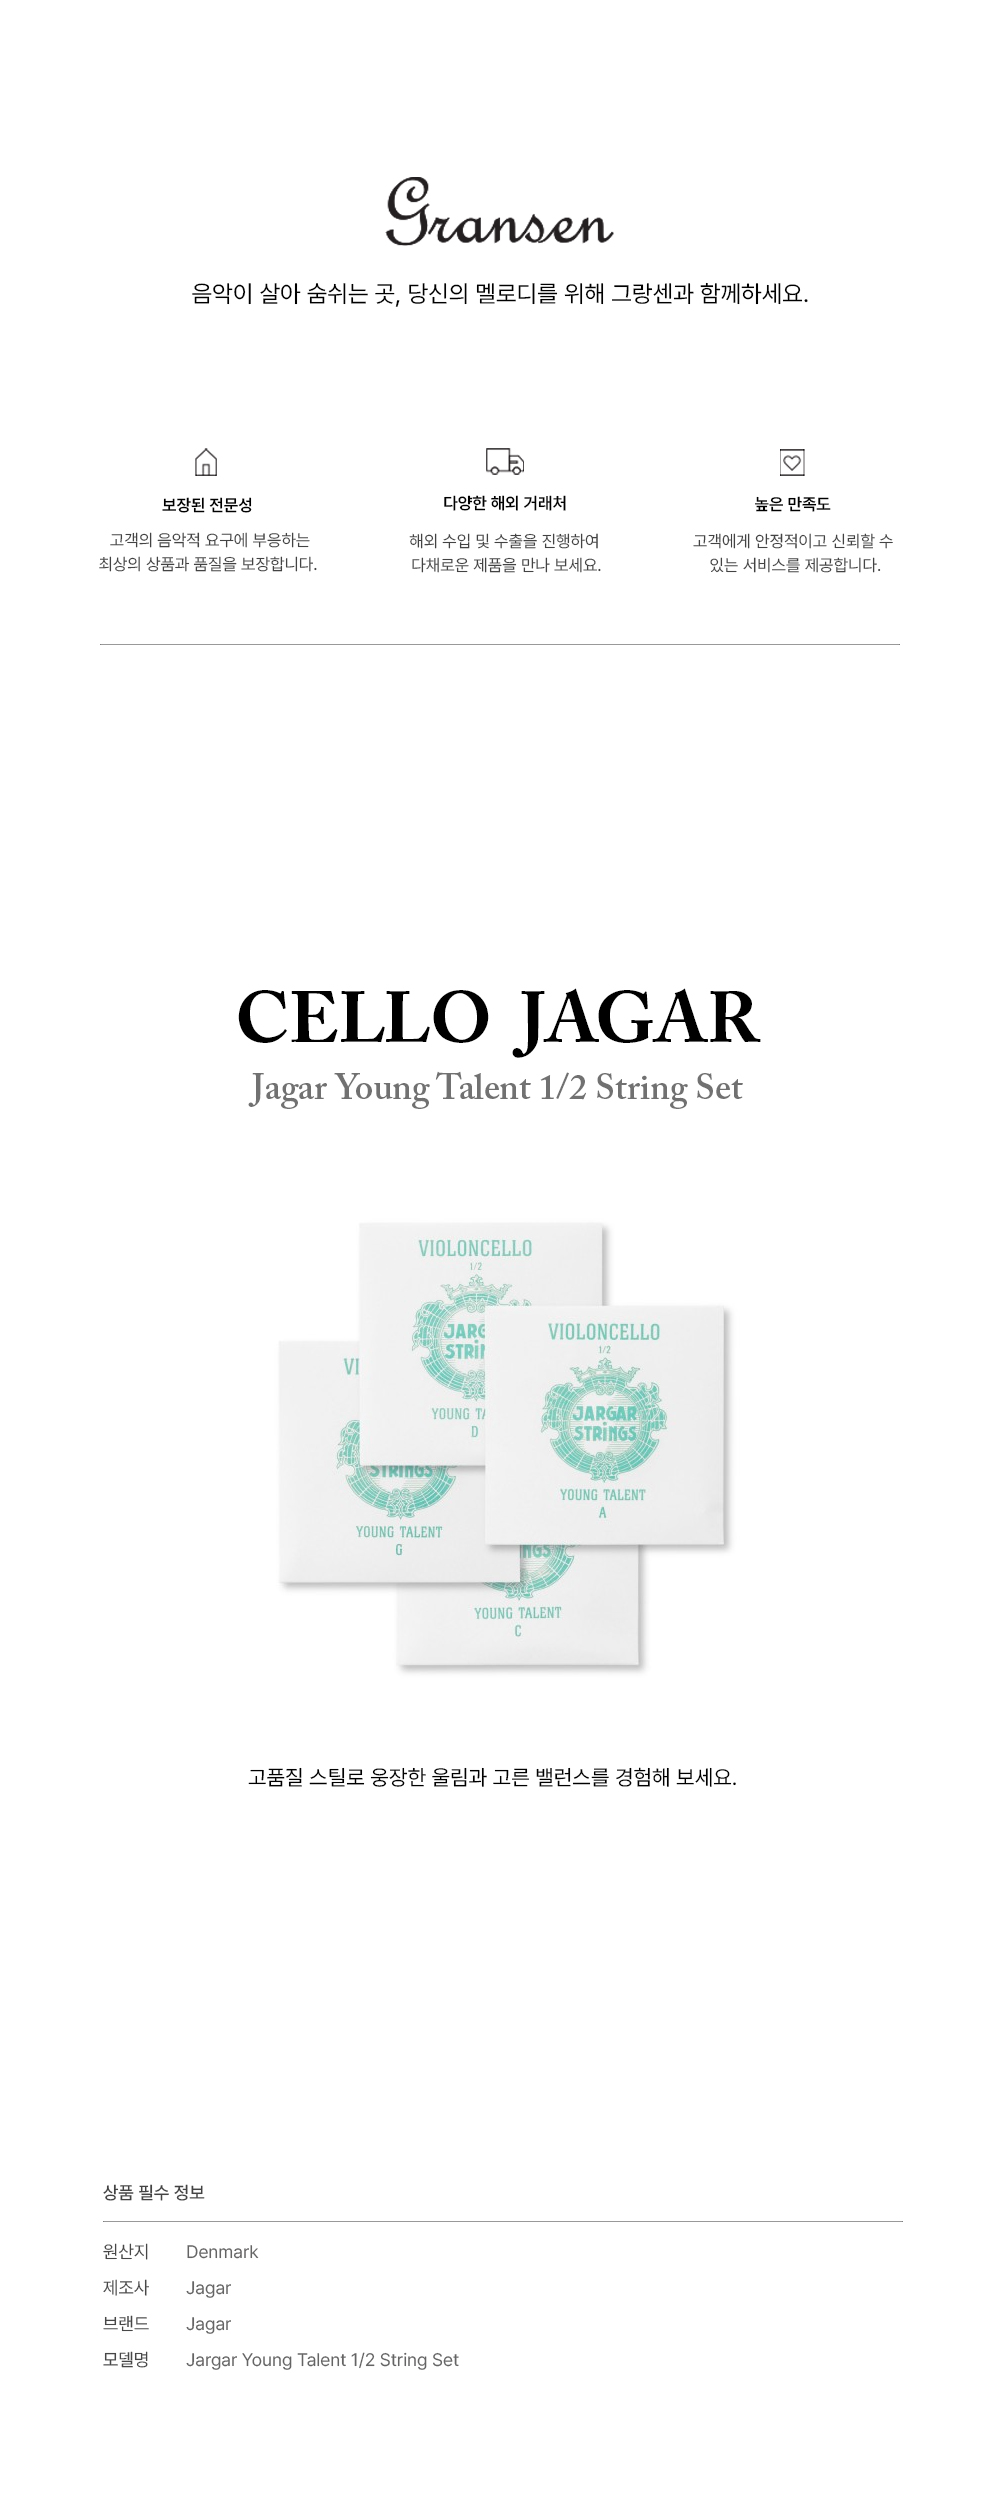 Gransen
음악이 살아 숨쉬는 곳, 당신의 멜로디를 위해 그랑센과 함께하세요.
보장된 전문성
고객의 음악적 요구에 부응하는
최상의 상품과 품질을 보장합니다.
다양한 해외 거래처
해외 수입 및 수출을 진행하여
다채로운 제품을 만나 보세요.
높은 만족도
고객에게 안정적이고 신뢰할 수
있는 서비스를 제공합니다.
CELLO JAGAR
Jagar Young Talent 1/2 String Set
VIOLONCELLO
1/2
JARG
STRIN
YOUNG TA
D
VIOLONCELLO
1/2
JARGAR
STRINGS
YOUNG TALENT
A
VI
STRINGS
YOUNG TALENT
G
NGS
YOUNG TALENT
C
고품질 스틸로 웅장한 울림과 고른 밸런스를 경험해 보세요.
상품 필수 정보
원산지 Denmark
제조사 Jagar
브랜드 Jagar
모델명 Jargar Young Talent 1/2 String Set